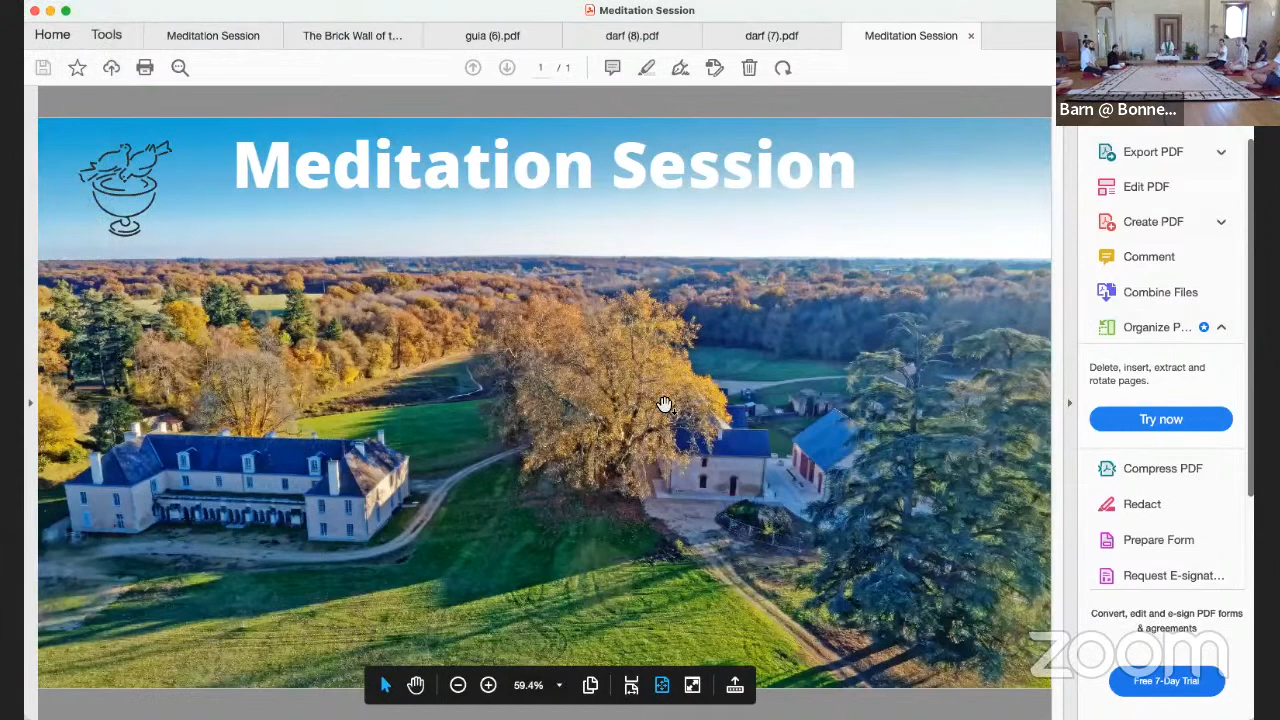 Meditation Session
Home
Tools
Meditation Session
The Brick Wall of t...
guia (6).pdf
darf (8).pdf
darf (7).pdf
Meditation Session
1 / 1
Barn @ Bonne...
Meditation Session
Export PDF
Edit PDF
Create PDF
Comment
Combine Files
Organize P...
Delete, insert, extract and
rotate pages.
Try now
Compress PDF
Redact
Prepare Form
Request E-signat...
Convert, edit and e-sign PDF forms
& agreements
Free 7-Day Trial
zoom
59.4%